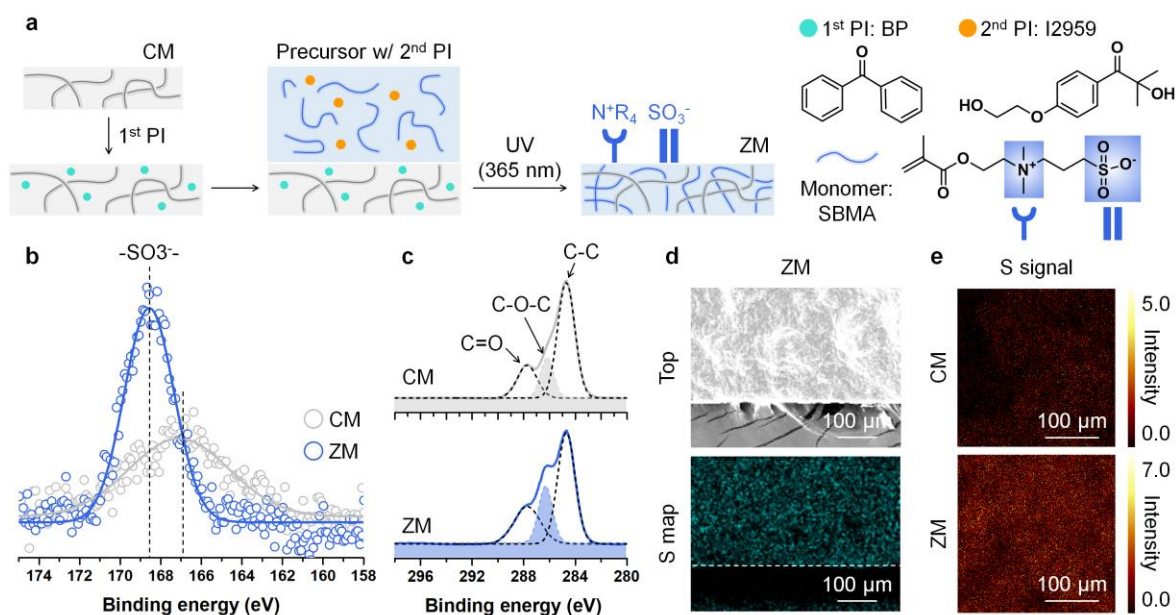 a
CM
1st PI
Precursor w/ 2nd PI
UV
(365 nm)
N+R4 SO3-
ZM
1st PI: BP
2nd PI: I2959
O
O
OH
HO
O
O
O
N+
O
S
O
O-
Monomer:
SBMA
b
-SO3--
CM
ZM
174 172 170 168 166 164 162 160 158
Binding energy (eV)
c
C-C
C-O-C
C=O
CM
ZM
296 292 288 284 280
Binding energy (eV)
d
ZM
Top
100 µm
S map
100 µm
e
S signal
CM
100 µm
5.0
Intensity
0.0
ZM
100 µm
7.0
Intensity
0.0